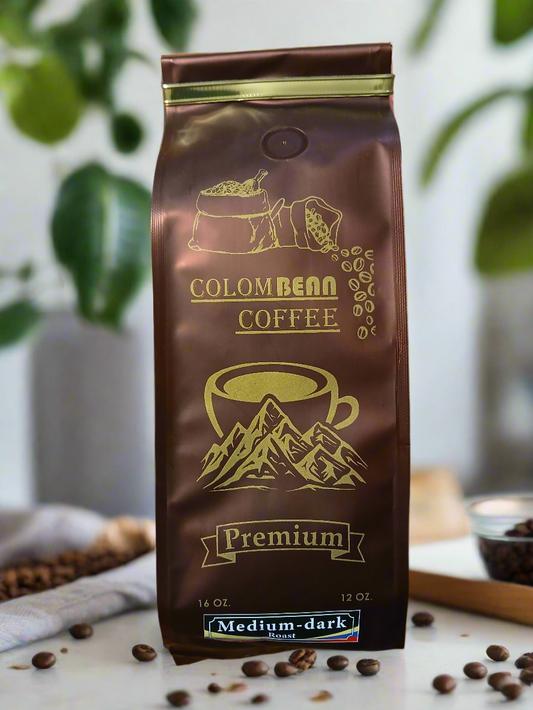 COLOMBEAN
COFFEE
Premium
16 OZ. 12 OZ.
Medium-dark
Roast